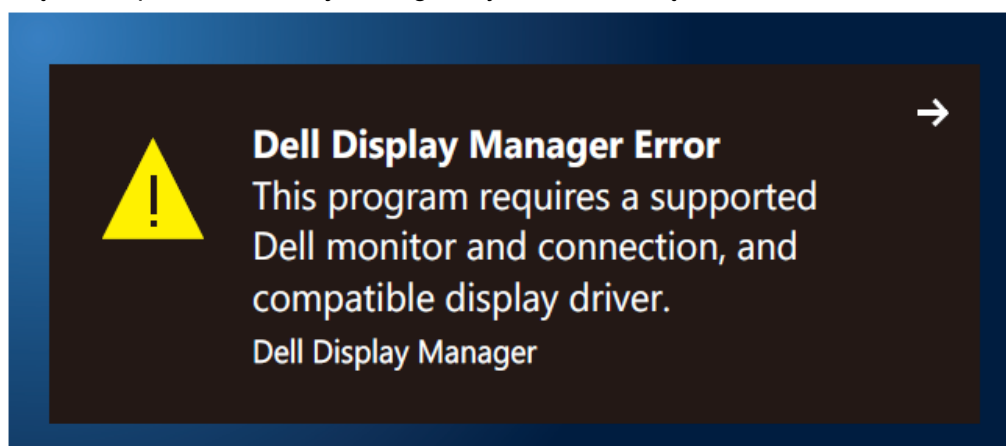 Dell Display Manager Error
This program requires a supported
Dell monitor and connection, and
compatible display driver.
Dell Display Manager